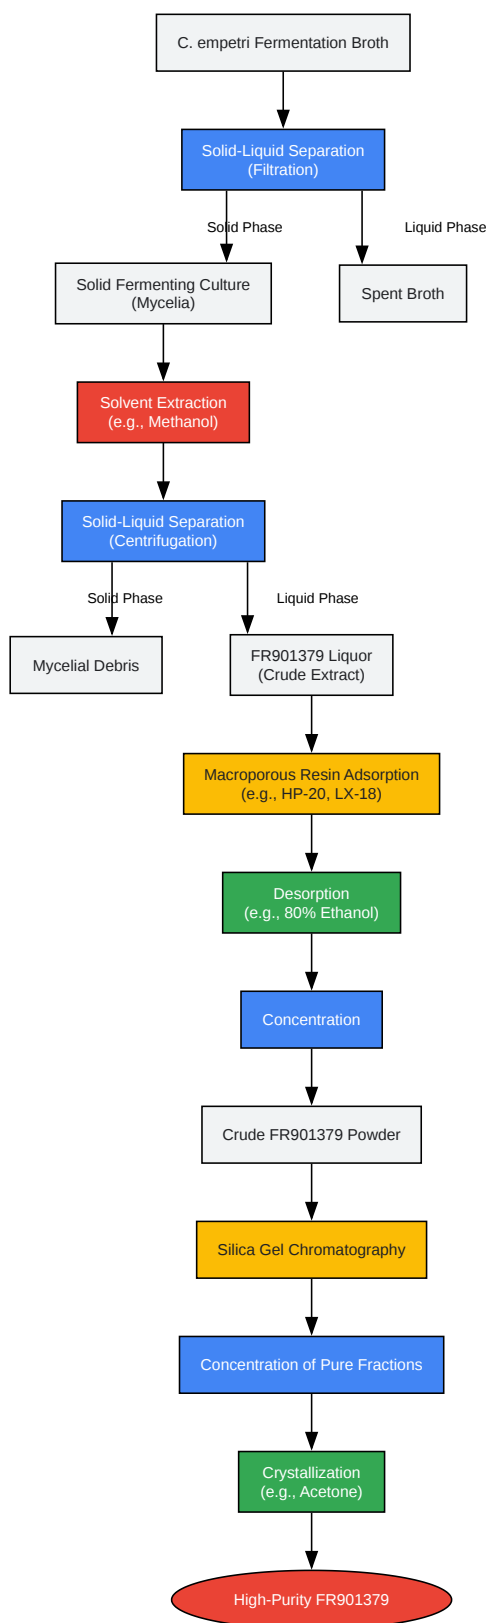 C. empetri Fermentation Broth
Solid-Liquid Separation
(Filtration)
Solid Phase
Liquid Phase
Solid Fermenting Culture
(Mycelia)
Spent Broth
Solvent Extraction
(e.g., Methanol)
Solid-Liquid Separation
(Centrifugation)
Solid Phase
Liquid Phase
Mycelial Debris
FR901379 Liquor
(Crude Extract)
Macroporous Resin Adsorption
(e.g., HP-20, LX-18)
Desorption
(e.g., 80% Ethanol)
Concentration
Crude FR901379 Powder
Silica Gel Chromatography
Concentration of Pure Fractions
Crystallization
(e.g., Acetone)
High-Purity FR901379